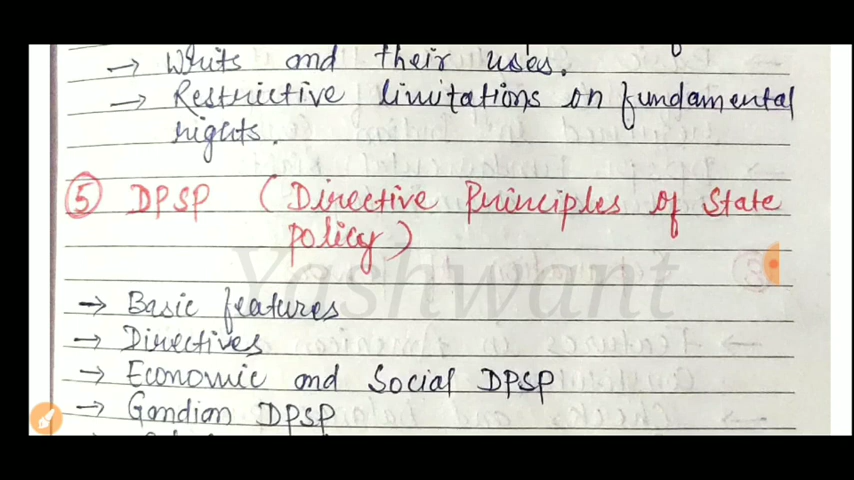 → Writs and their uses.
→ Restrictive limitations on fundamental
rights.
⑤ DPSP (Directive Principles of State
policy)
Yashwant
→ Basic features
→ Directives
→ Economic and Social DPSP
→ Gandian DPSP